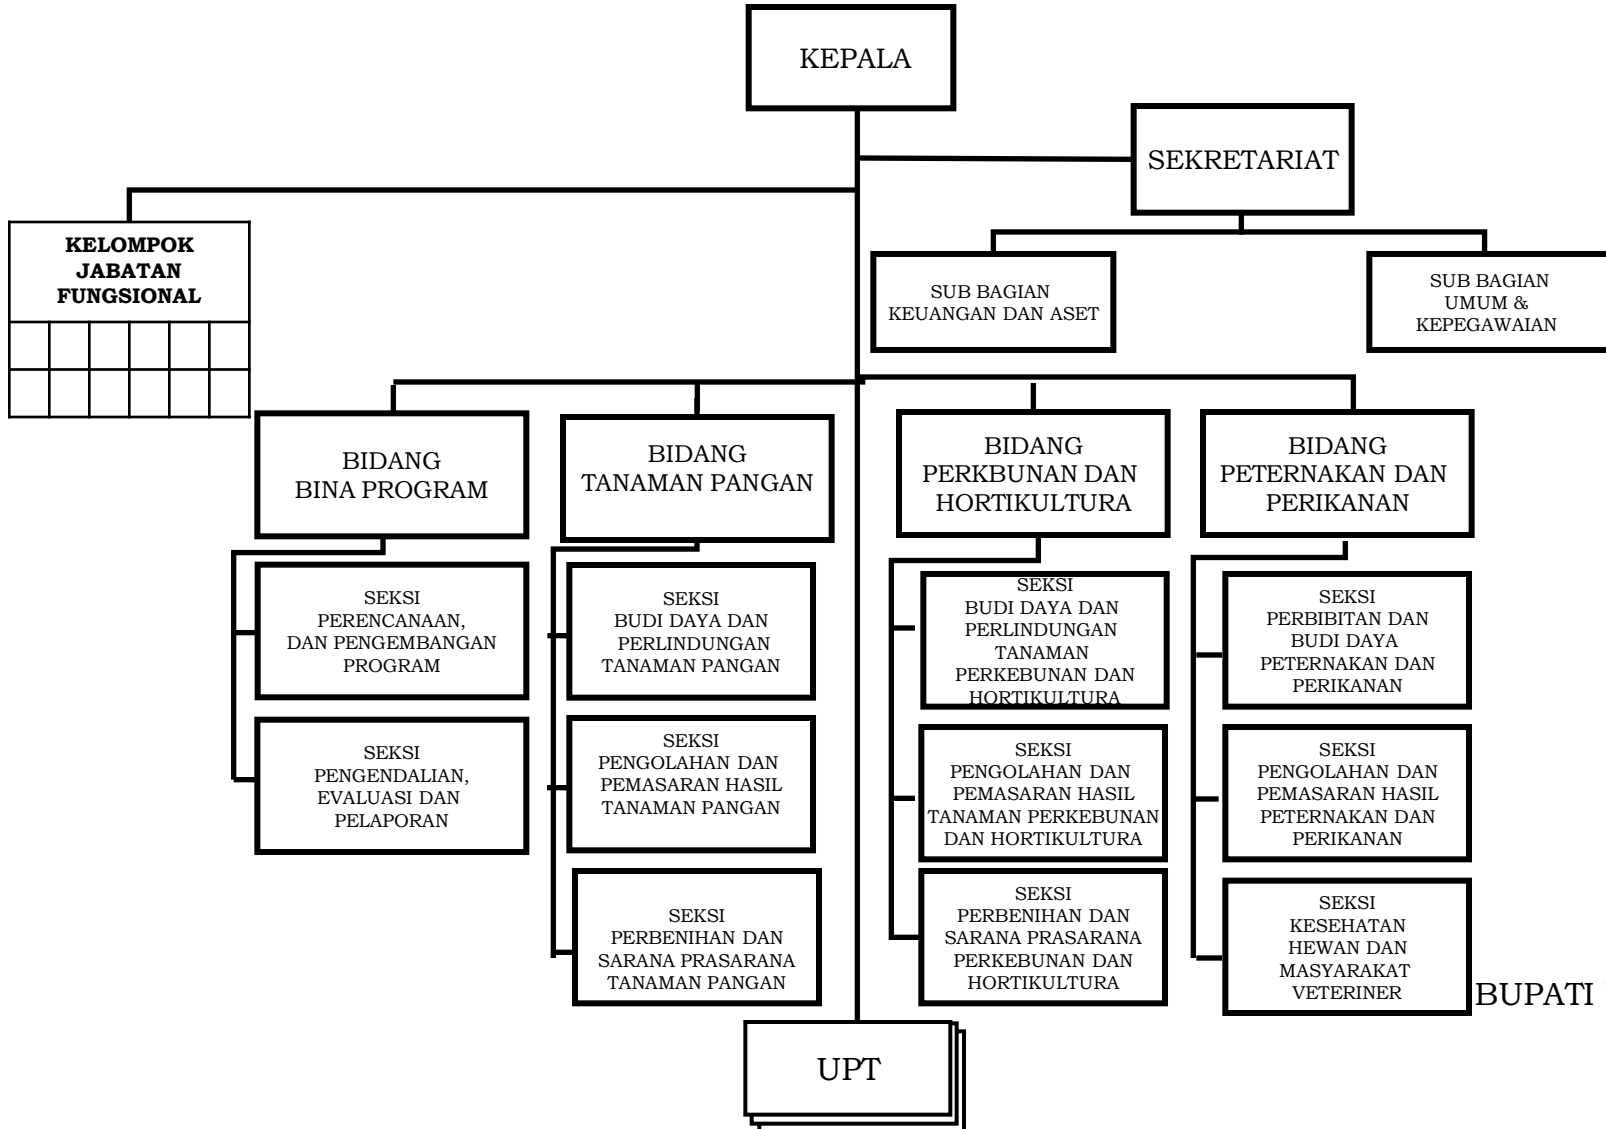 KEPALA
SEKRETARIAT
KELOMPOK
JABATAN
FUNGSIONAL
SUB BAGIAN
KEUANGAN DAN ASET
SUB BAGIAN
UMUM &
KEPEGAWAIAN
BIDANG
BINA PROGRAM
BIDANG
TANAMAN PANGAN
BIDANG
PERKBUNAN DAN
HORTIKULTURA
BIDANG
PETERNAKAN DAN
PERIKANAN
SEKSI
PERENCANAAN,
DAN PENGEMBANGAN
PROGRAM
SEKSI
BUDI DAYA DAN
PERLINDUNGAN
TANAMAN PANGAN
SEKSI
BUDI DAYA DAN
PERLINDUNGAN
TANAMAN
PERKEBUNAN DAN
HORTIKULTURA
SEKSI
PERBIBITAN DAN
BUDI DAYA
PETERNAKAN DAN
PERIKANAN
SEKSI
PENGENDALIAN,
EVALUASI DAN
PELAPORAN
SEKSI
PENGOLAHAN DAN
PEMASARAN HASIL
TANAMAN PANGAN
SEKSI
PENGOLAHAN DAN
PEMASARAN HASIL
TANAMAN PERKEBUNAN
DAN HORTIKULTURA
SEKSI
PENGOLAHAN DAN
PEMASARAN HASIL
PETERNAKAN DAN
PERIKANAN
SEKSI
PERBENIHAN DAN
SARANA PRASARANA
TANAMAN PANGAN
SEKSI
PERBENIHAN DAN
SARANA PRASARANA
PERKEBUNAN DAN
HORTIKULTURA
SEKSI
KESEHATAN
HEWAN DAN
MASYARAKAT
VETERINER
BUPATI
UPT